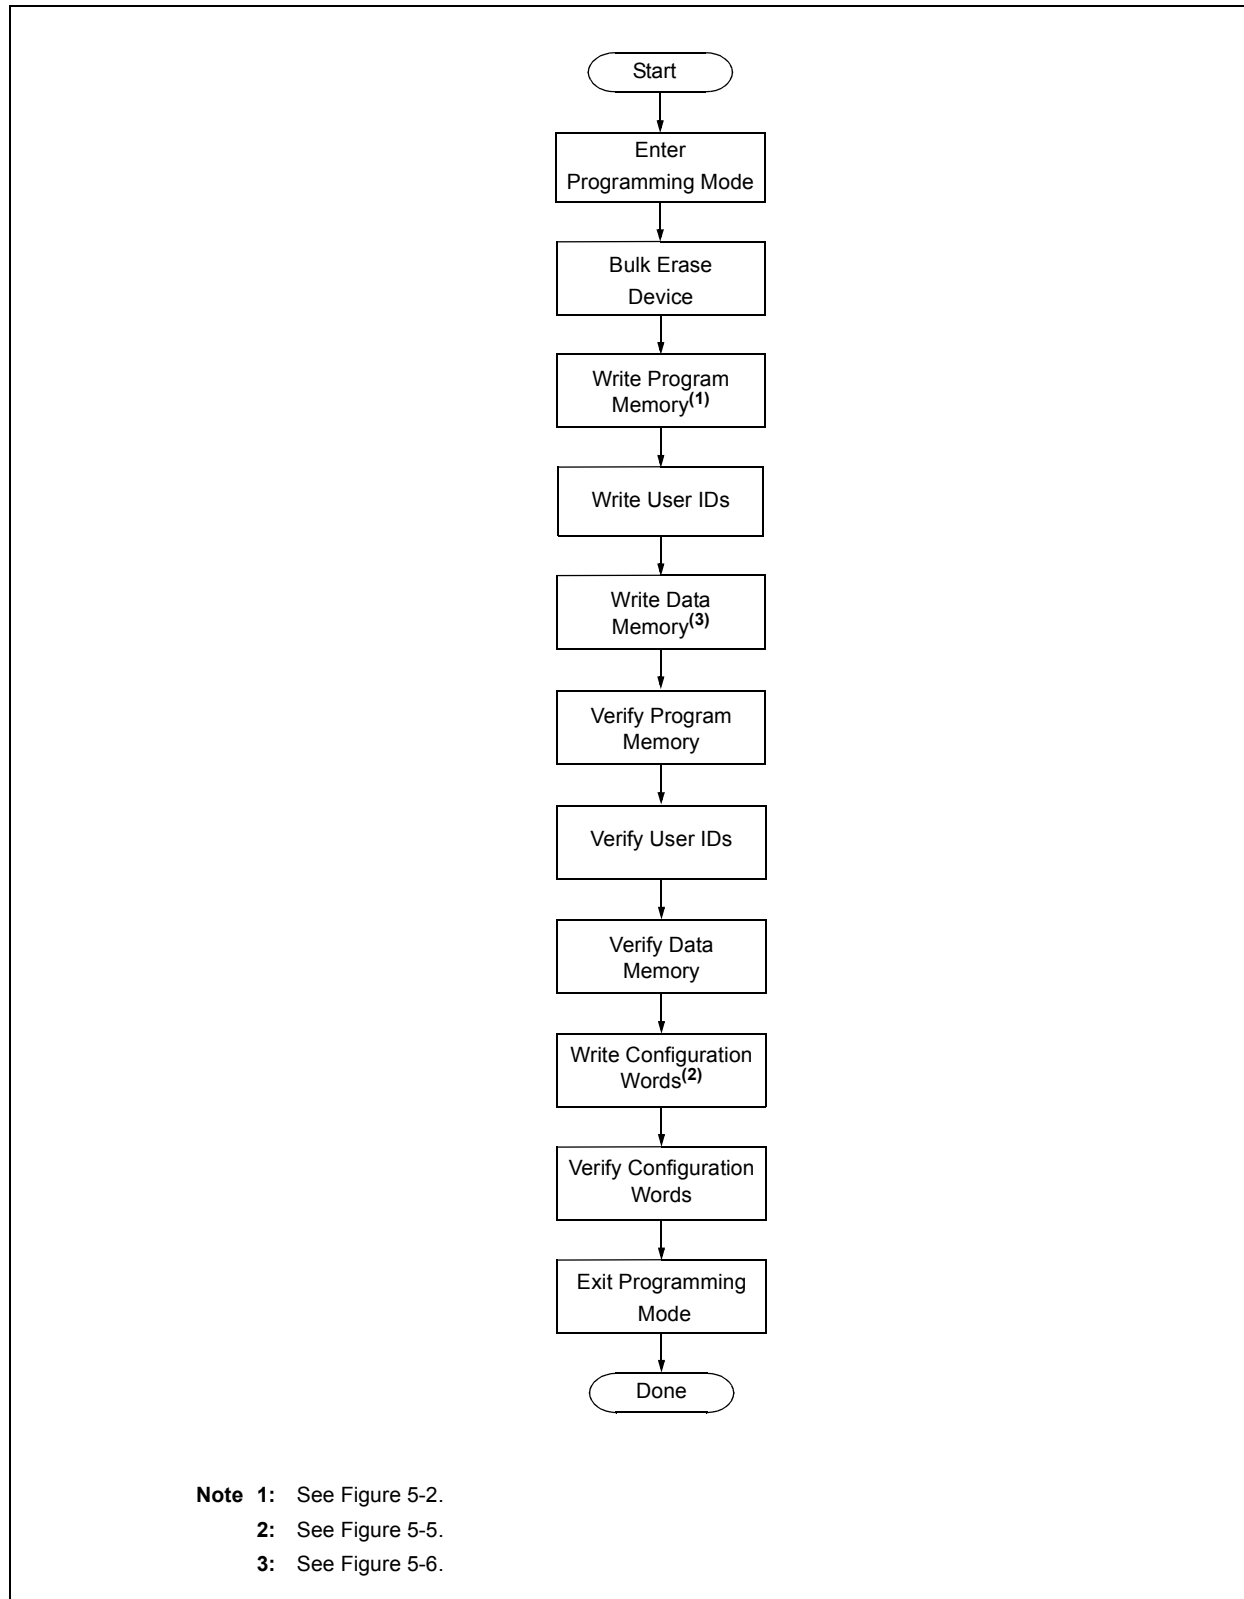 Start
Enter
Programming Mode
Bulk Erase
Device
Write Program
Memory(1)
Write User IDs
Write Data
Memory(3)
Verify Program
Memory
Verify User IDs
Verify Data
Memory
Write Configuration
Words(2)
Verify Configuration
Words
Exit Programming
Mode
Done
Note 1: See Figure 5-2.
2: See Figure 5-5.
3: See Figure 5-6.